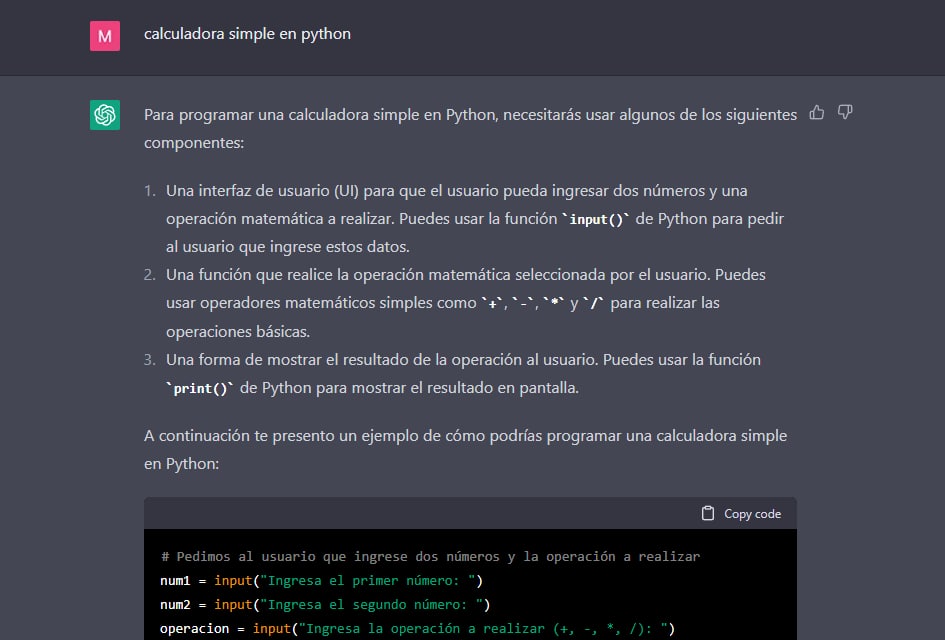 M calculadora simple en python
Para programar una calculadora simple en Python, necesitarás usar algunos de los siguientes
componentes:
1. Una interfaz de usuario (UI) para que el usuario pueda ingresar dos números y una
operación matemática a realizar. Puedes usar la función `input()` de Python para pedir
al usuario que ingrese estos datos.
2. Una función que realice la operación matemática seleccionada por el usuario. Puedes
usar operadores matemáticos simples como `+`, `-`, `*` y `/` para realizar las
operaciones básicas.
3. Una forma de mostrar el resultado de la operación al usuario. Puedes usar la función
`print()` de Python para mostrar el resultado en pantalla.
A continuación te presento un ejemplo de cómo podrías programar una calculadora simple
en Python:
Copy code
# Pedimos al usuario que ingrese dos números y la operación a realizar
num1 = input("Ingresa el primer número: ")
num2 = input("Ingresa el segundo número: ")
operacion = input("Ingresa la operación a realizar (+, -, *, /): ")